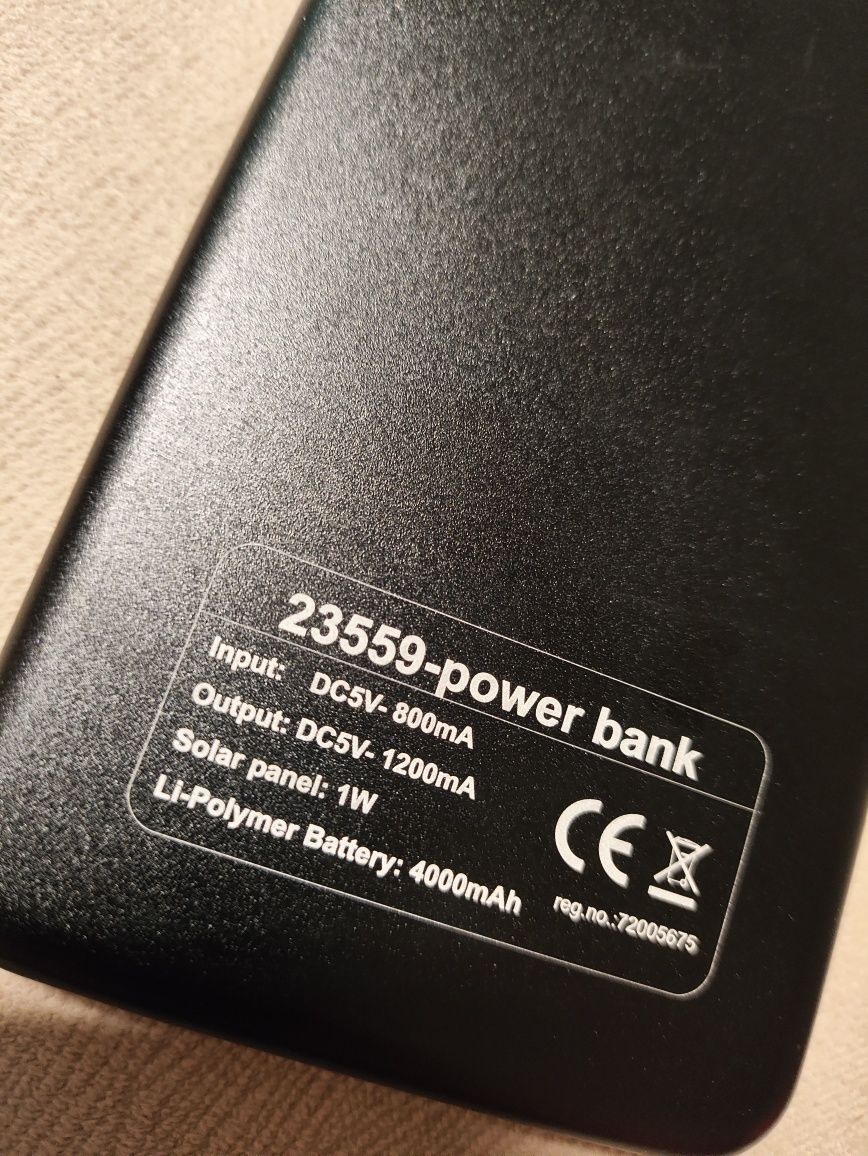 23559-power bank
Input: DC5V- 800mA
Output: DC5V- 1200mA
Solar panel: 1W
Li-Polymer Battery: 4000mAh
CE
reg.no.:72005675